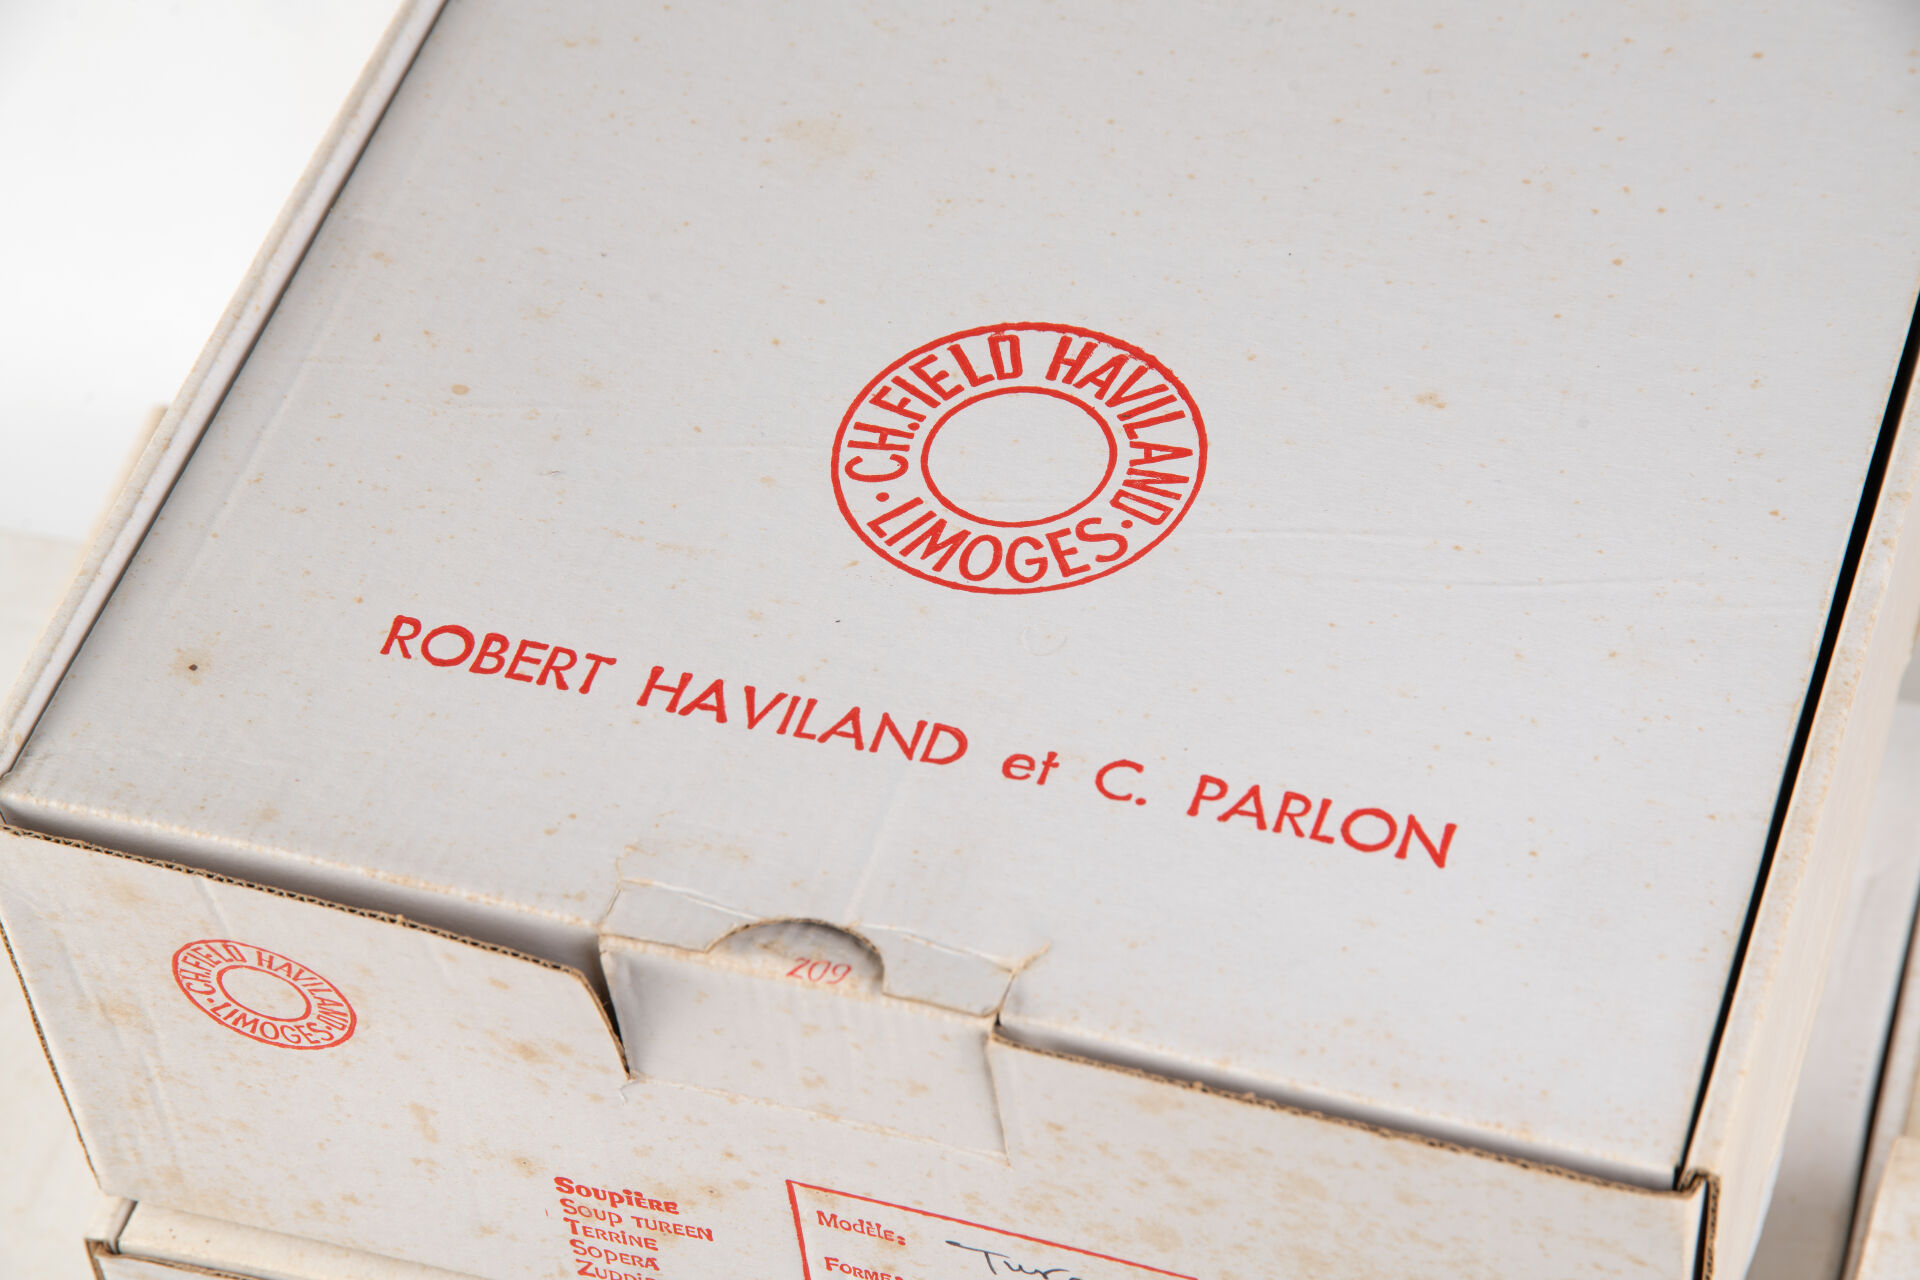 CH.FIELD HAVILAND
· LIMOGES ·
ROBERT HAVILAND et C. PARLON
209
CH.FIELD HAVILAND
· LIMOGES ·
Soupière
Soup tureen
Terrine
Sopera
Modèle:
Forme: